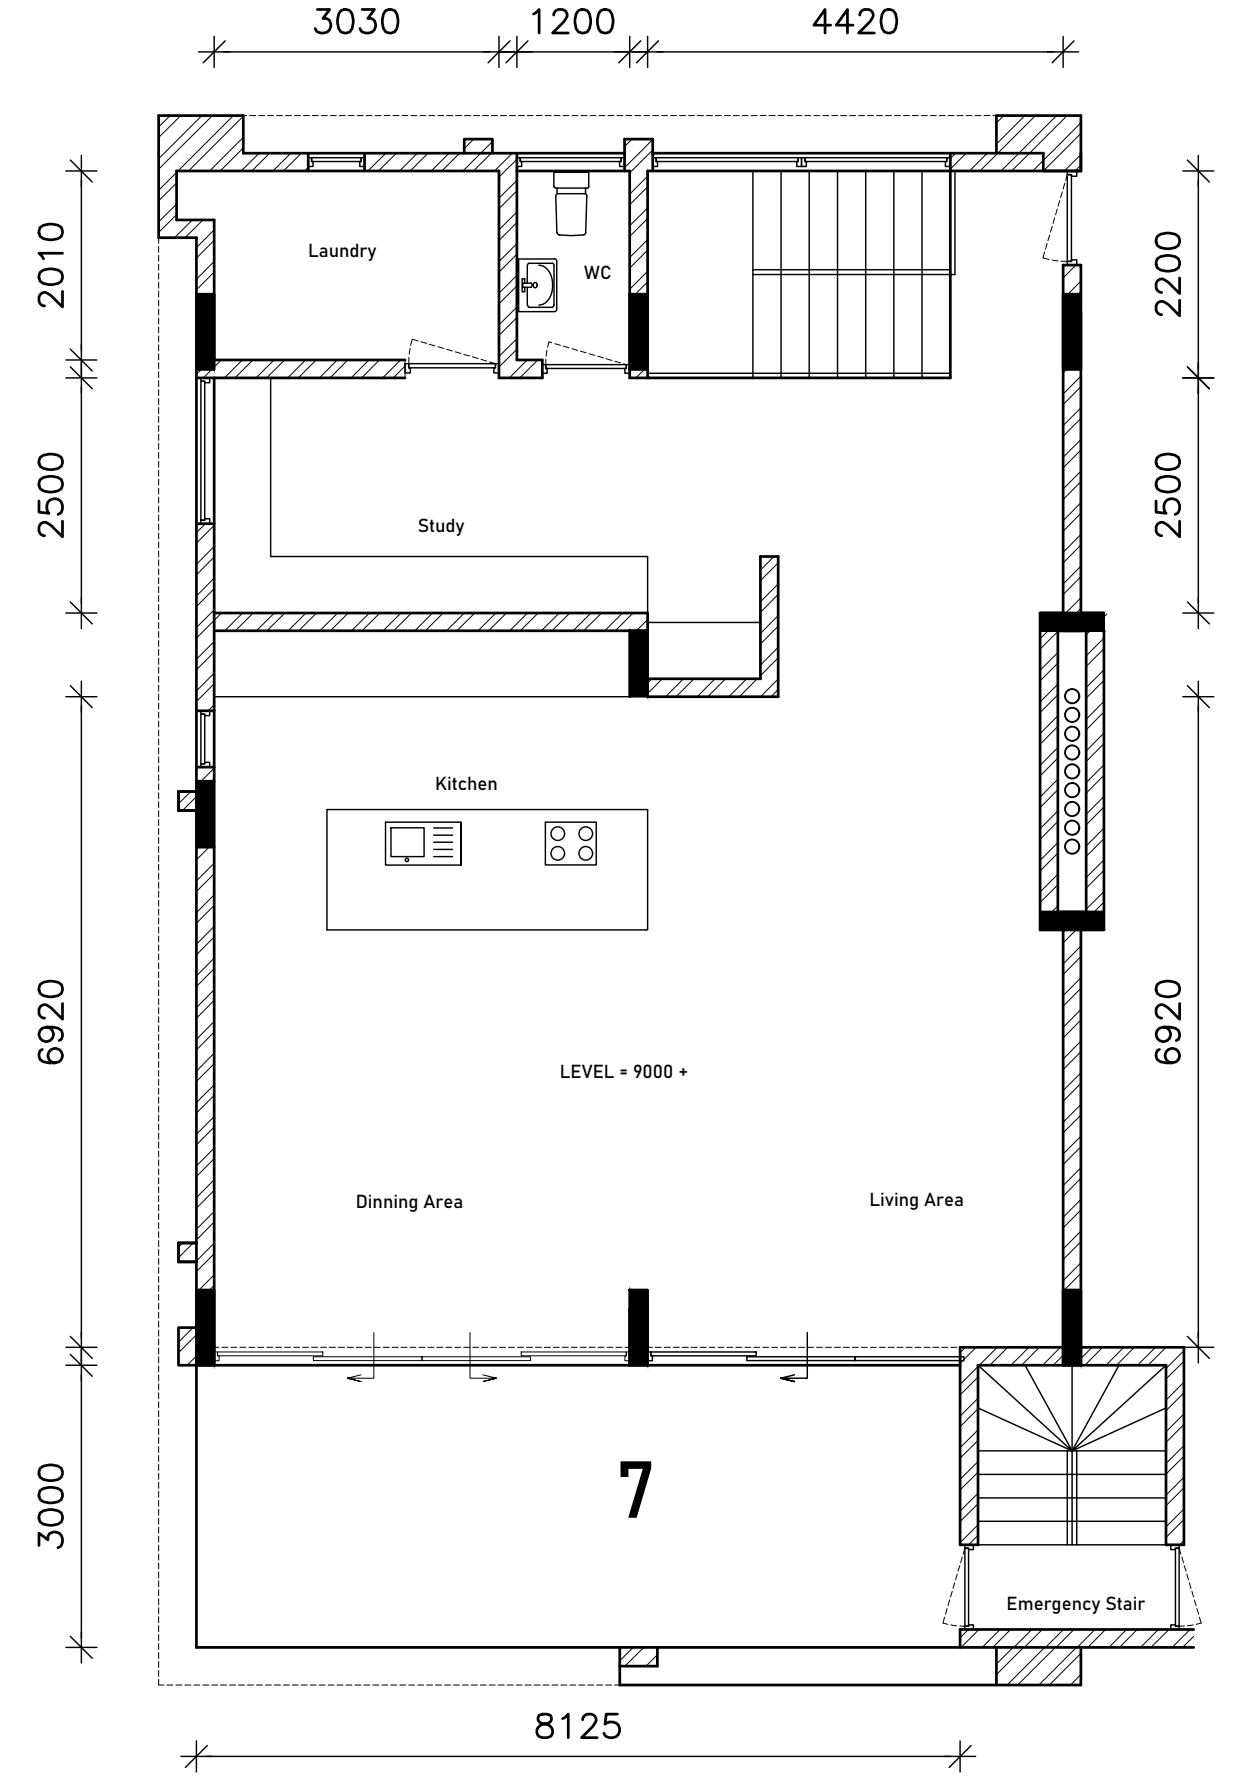 3030
1200
4420
Laundry
WC
2010
2200
2500
2500
Study
Kitchen
6920
6920
LEVEL = 9000 +
Dinning Area
Living Area
7
3000
Emergency Stair
8125